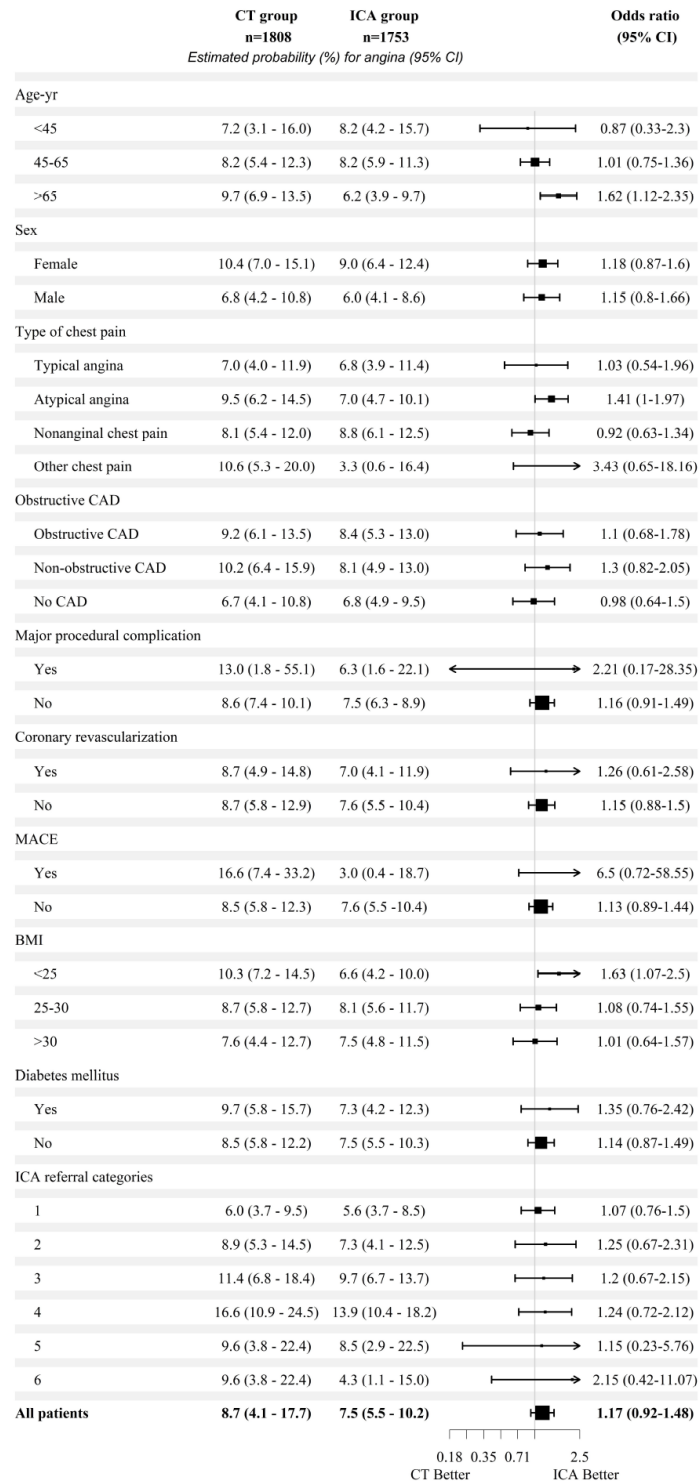 CT group ICA group Odds ratio
n=1808 n=1753 (95% CI)
Estimated probability (%) for angina (95% CI)
Age-yr
<45 7.2 (3.1 - 16.0) 8.2 (4.2 - 15.7) 0.87 (0.33-2.3)
45-65 8.2 (5.4 - 12.3) 8.2 (5.9 - 11.3) 1.01 (0.75-1.36)
>65 9.7 (6.9 - 13.5) 6.2 (3.9 - 9.7) 1.62 (1.12-2.35)
Sex
Female 10.4 (7.0 - 15.1) 9.0 (6.4 - 12.4) 1.18 (0.87-1.6)
Male 6.8 (4.2 - 10.8) 6.0 (4.1 - 8.6) 1.15 (0.8-1.66)
Type of chest pain
Typical angina 7.0 (4.0 - 11.9) 6.8 (3.9 - 11.4) 1.03 (0.54-1.96)
Atypical angina 9.5 (6.2 - 14.5) 7.0 (4.7 - 10.1) 1.41 (1-1.97)
Nonanginal chest pain 8.1 (5.4 - 12.0) 8.8 (6.1 - 12.5) 0.92 (0.63-1.34)
Other chest pain 10.6 (5.3 - 20.0) 3.3 (0.6 - 16.4) 3.43 (0.65-18.16)
Obstructive CAD
Obstructive CAD 9.2 (6.1 - 13.5) 8.4 (5.3 - 13.0) 1.1 (0.68-1.78)
Non-obstructive CAD 10.2 (6.4 - 15.9) 8.1 (4.9 - 13.0) 1.3 (0.82-2.05)
No CAD 6.7 (4.1 - 10.8) 6.8 (4.9 - 9.5) 0.98 (0.64-1.5)
Major procedural complication
Yes 13.0 (1.8 - 55.1) 6.3 (1.6 - 22.1) 2.21 (0.17-28.35)
No 8.6 (7.4 - 10.1) 7.5 (6.3 - 8.9) 1.16 (0.91-1.49)
Coronary revascularization
Yes 8.7 (4.9 - 14.8) 7.0 (4.1 - 11.9) 1.26 (0.61-2.58)
No 8.7 (5.8 - 12.9) 7.6 (5.5 - 10.4) 1.15 (0.88-1.5)
MACE
Yes 16.6 (7.4 - 33.2) 3.0 (0.4 - 18.7) 6.5 (0.72-58.55)
No 8.5 (5.8 - 12.3) 7.6 (5.5 -10.4) 1.13 (0.89-1.44)
BMI
<25 10.3 (7.2 - 14.5) 6.6 (4.2 - 10.0) 1.63 (1.07-2.5)
25-30 8.7 (5.8 - 12.7) 8.1 (5.6 - 11.7) 1.08 (0.74-1.55)
>30 7.6 (4.4 - 12.7) 7.5 (4.8 - 11.5) 1.01 (0.64-1.57)
Diabetes mellitus
Yes 9.7 (5.8 - 15.7) 7.3 (4.2 - 12.3) 1.35 (0.76-2.42)
No 8.5 (5.8 - 12.2) 7.5 (5.5 - 10.3) 1.14 (0.87-1.49)
ICA referral categories
1 6.0 (3.7 - 9.5) 5.6 (3.7 - 8.5) 1.07 (0.76-1.5)
2 8.9 (5.3 - 14.5) 7.3 (4.1 - 12.5) 1.25 (0.67-2.31)
3 11.4 (6.8 - 18.4) 9.7 (6.7 - 13.7) 1.2 (0.67-2.15)
4 16.6 (10.9 - 24.5) 13.9 (10.4 - 18.2) 1.24 (0.72-2.12)
5 9.6 (3.8 - 22.4) 8.5 (2.9 - 22.5) 1.15 (0.23-5.76)
6 9.6 (3.8 - 22.4) 4.3 (1.1 - 15.0) 2.15 (0.42-11.07)
All patients 8.7 (4.1 - 17.7) 7.5 (5.5 - 10.2) 1.17 (0.92-1.48)
0.18 0.35 0.71 2.5
CT Better ICA Better